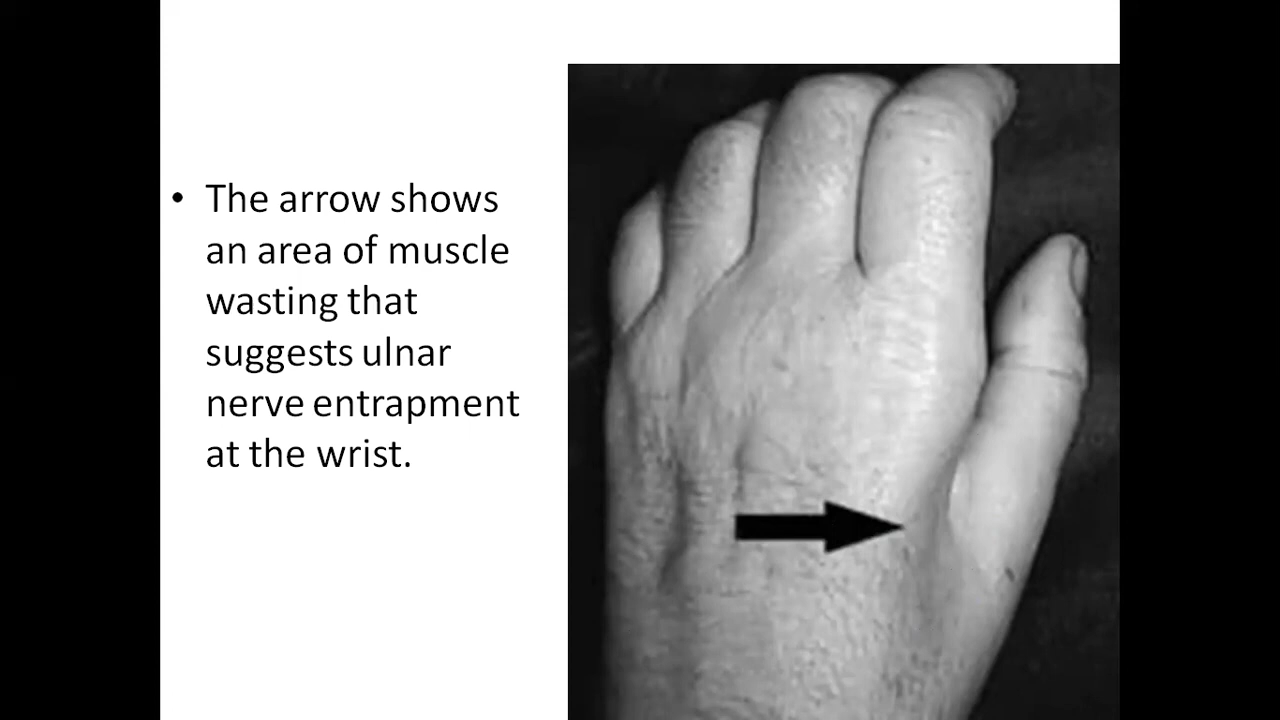 • The arrow shows
an area of muscle
wasting that
suggests ulnar
nerve entrapment
at the wrist.